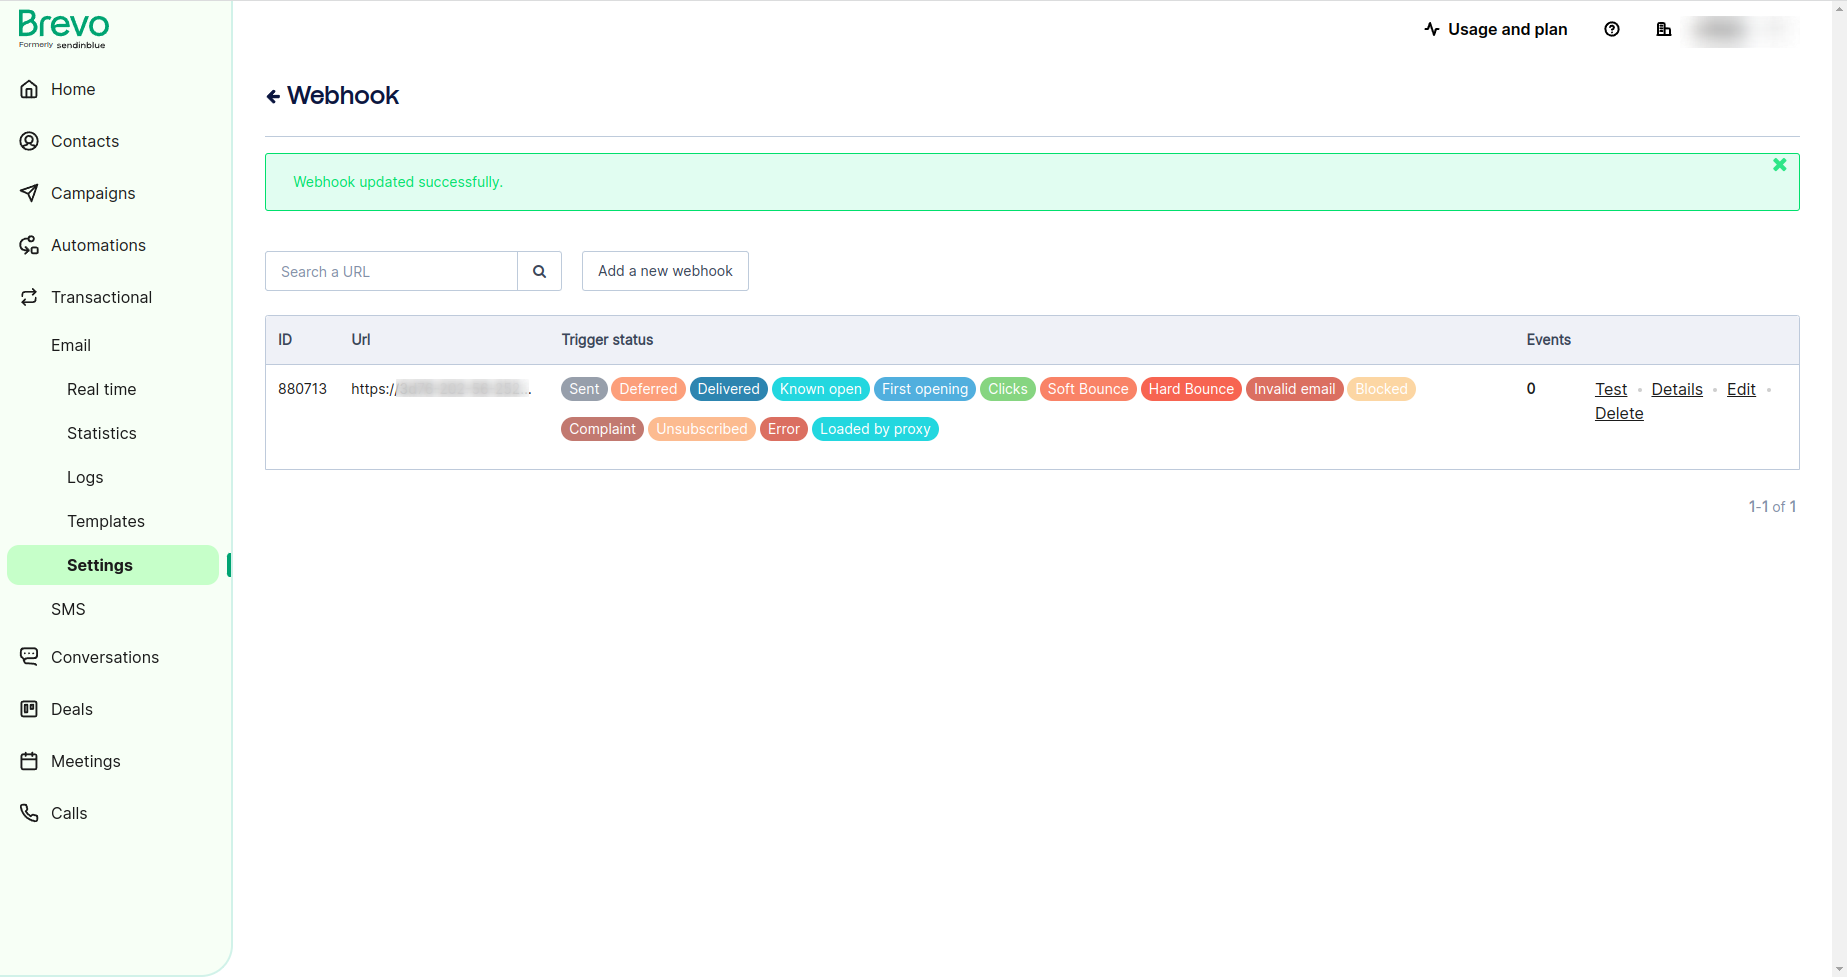 Brevo
Formerly sendinblue
Usage and plan
Home
Contacts
Campaigns
Automations
Transactional
Email
Real time
Statistics
Logs
Templates
Settings
SMS
Conversations
Deals
Meetings
Calls
Webhook
Webhook updated successfully.
Search a URL
Add a new webhook
ID Url Trigger status Events
880713 https:// Sent Deferred Delivered Known open First opening Clicks Soft Bounce Hard Bounce Invalid email Blocked 0 Test • Details • Edit •
Complaint Unsubscribed Error Loaded by proxy Delete
1-1 of 1